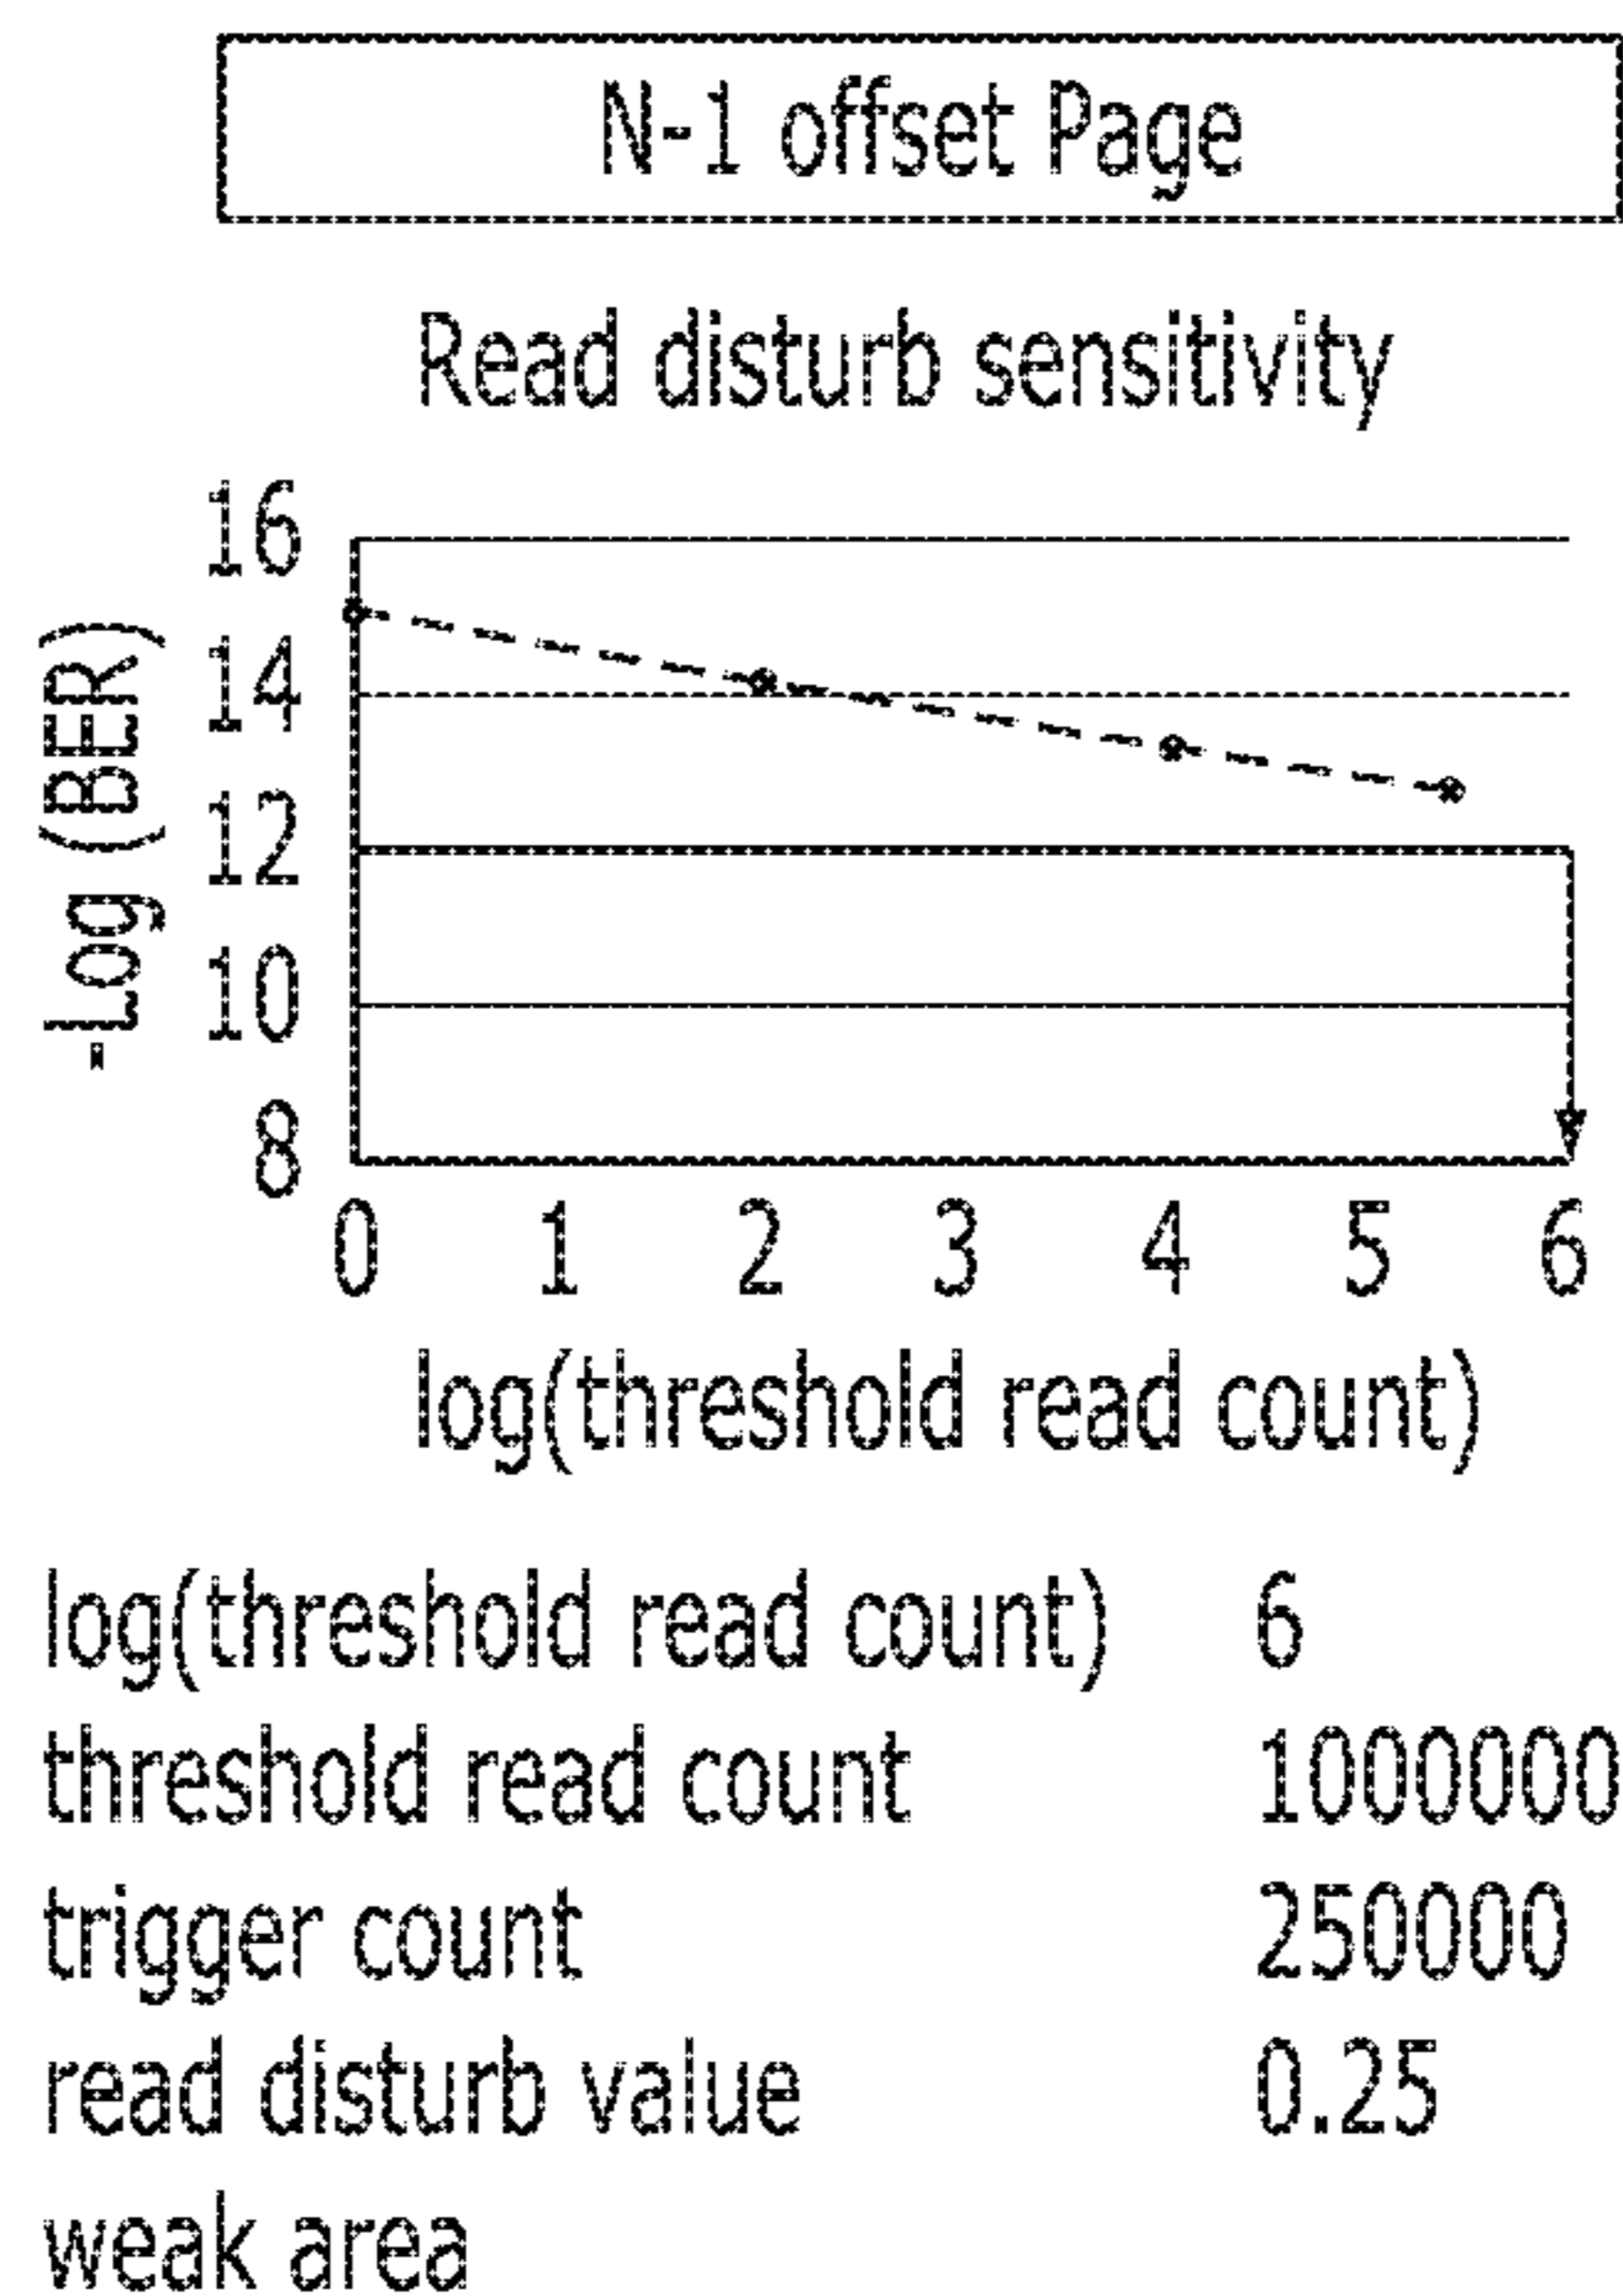 N-1 offset Page
Read disturb sensitivity
-Log (BER)
16
14
12
10
8
0 1 2 3 4 5 6
log(threshold read count)
log(threshold read count) 6
threshold read count 1000000
trigger count 250000
read disturb value 0.25
weak area